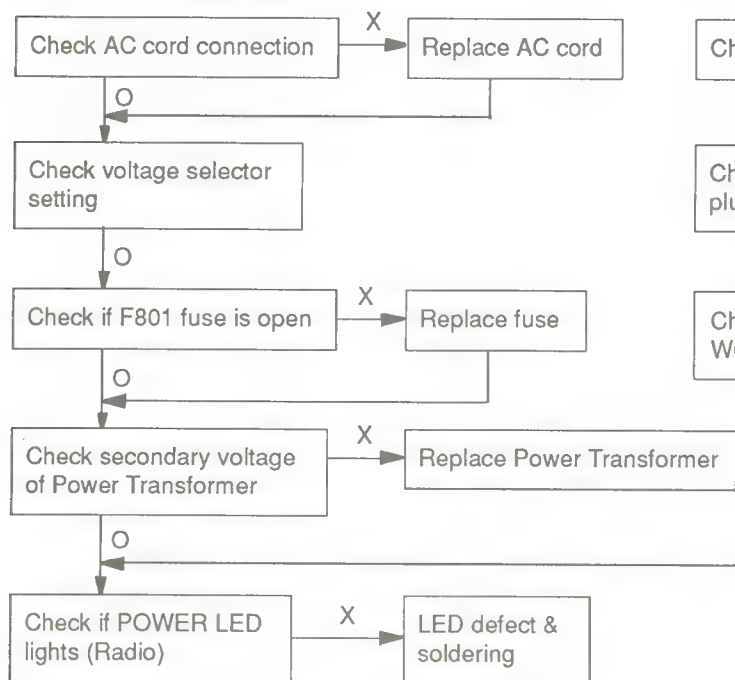 Check AC cord connection
X
Replace AC cord
O
Check voltage selector
setting
O
Check if F801 fuse is open
X
Replace fuse
O
Check secondary voltage
of Power Transformer
X
Replace Power Transformer
O
Check if POWER LED
lights (Radio)
X
LED defect &
soldering